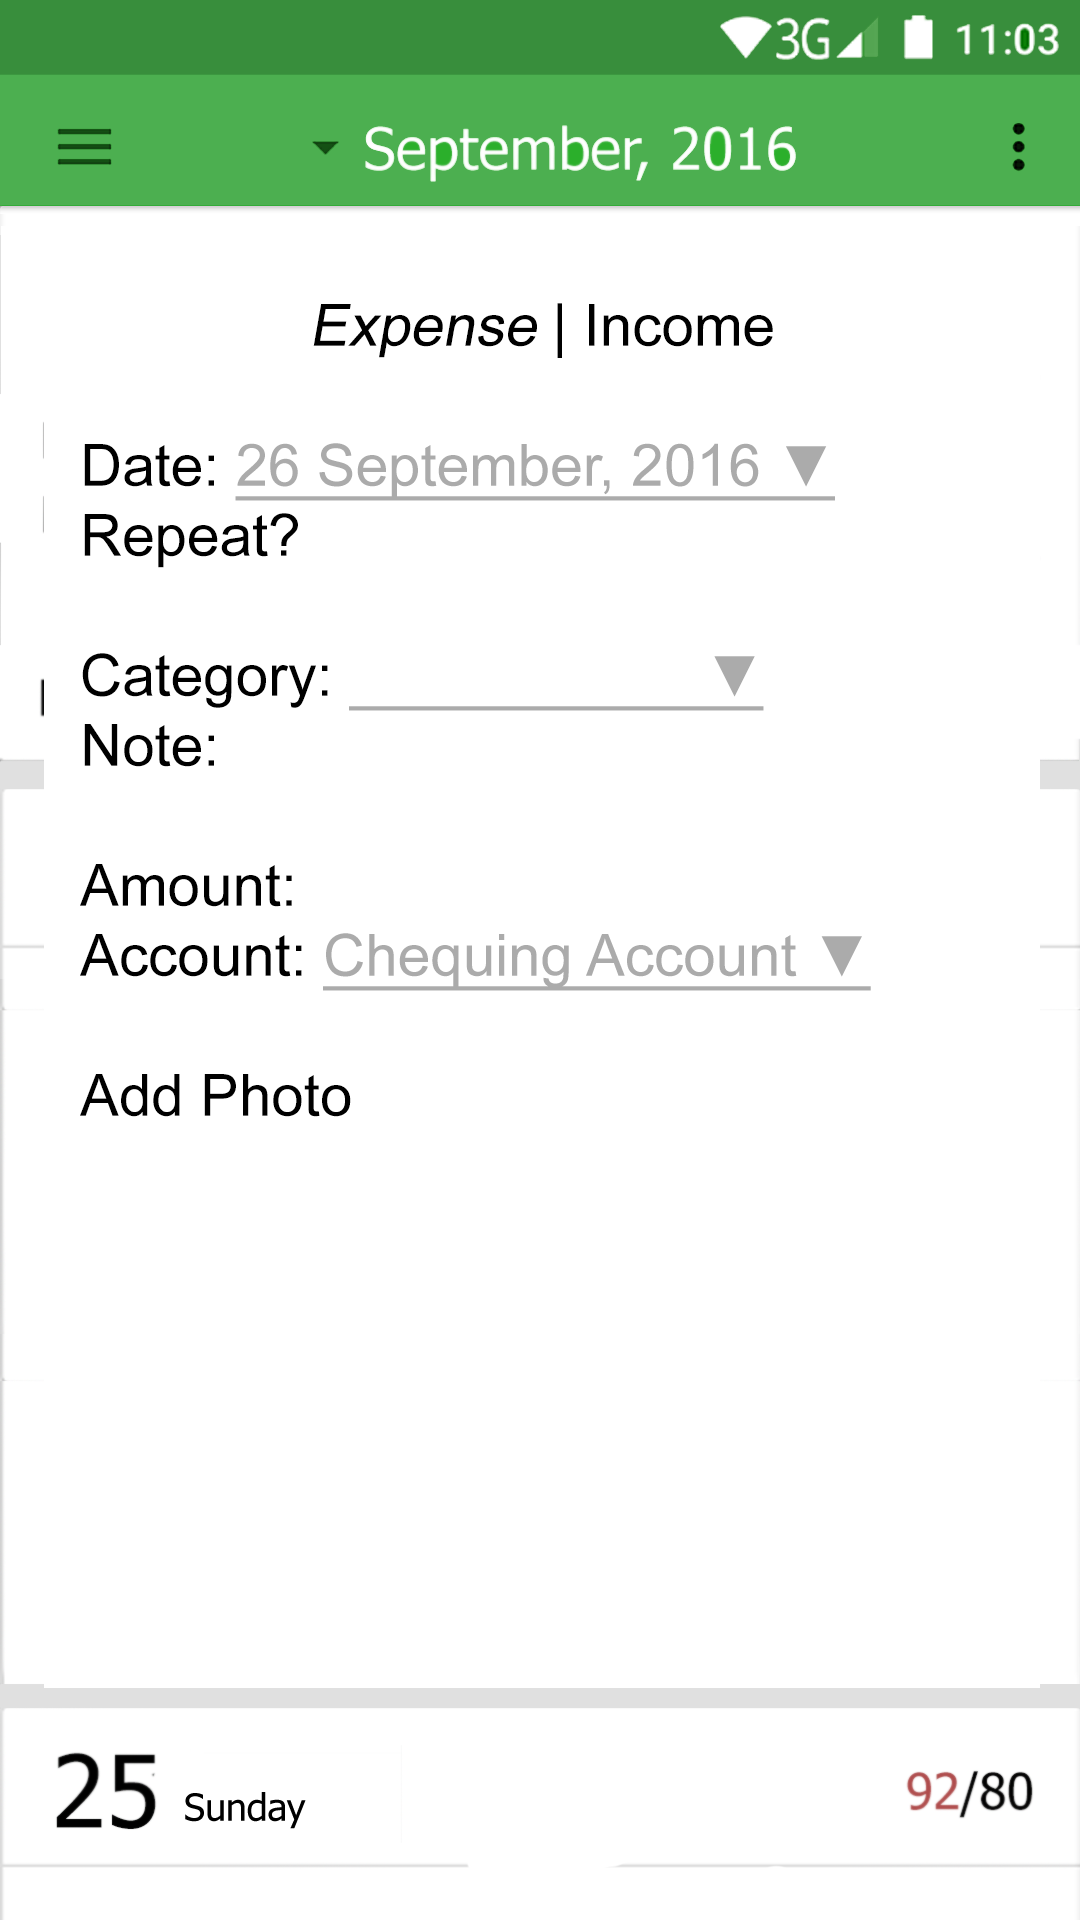 3G 11:03
September, 2016
Expense | Income
Date: 26 September, 2016 ▼
Repeat?
Category: ▼
Note:
Amount:
Account: Chequing Account ▼
Add Photo
25 Sunday 92/80